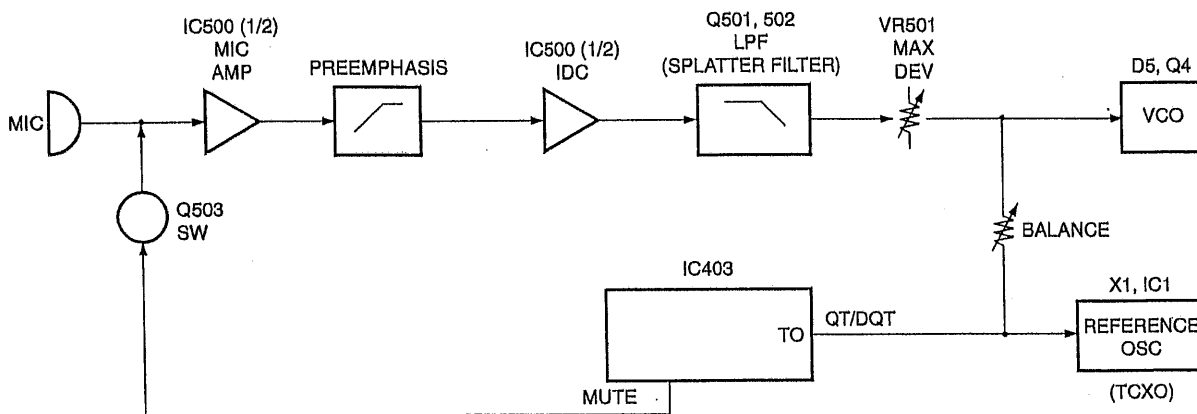 IC500 (1/2)
MIC
AMP
PREEMPHASIS
IC500 (1/2)
IDC
Q501, 502
LPF
(SPLATTER FILTER)
VR501
MAX
DEV
D5, Q4
VCO
MIC
Q503
SW
BALANCE
IC403
TO
QT/DQT
MUTE
X1, IC1
REFERENCE
OSC
(TCXO)